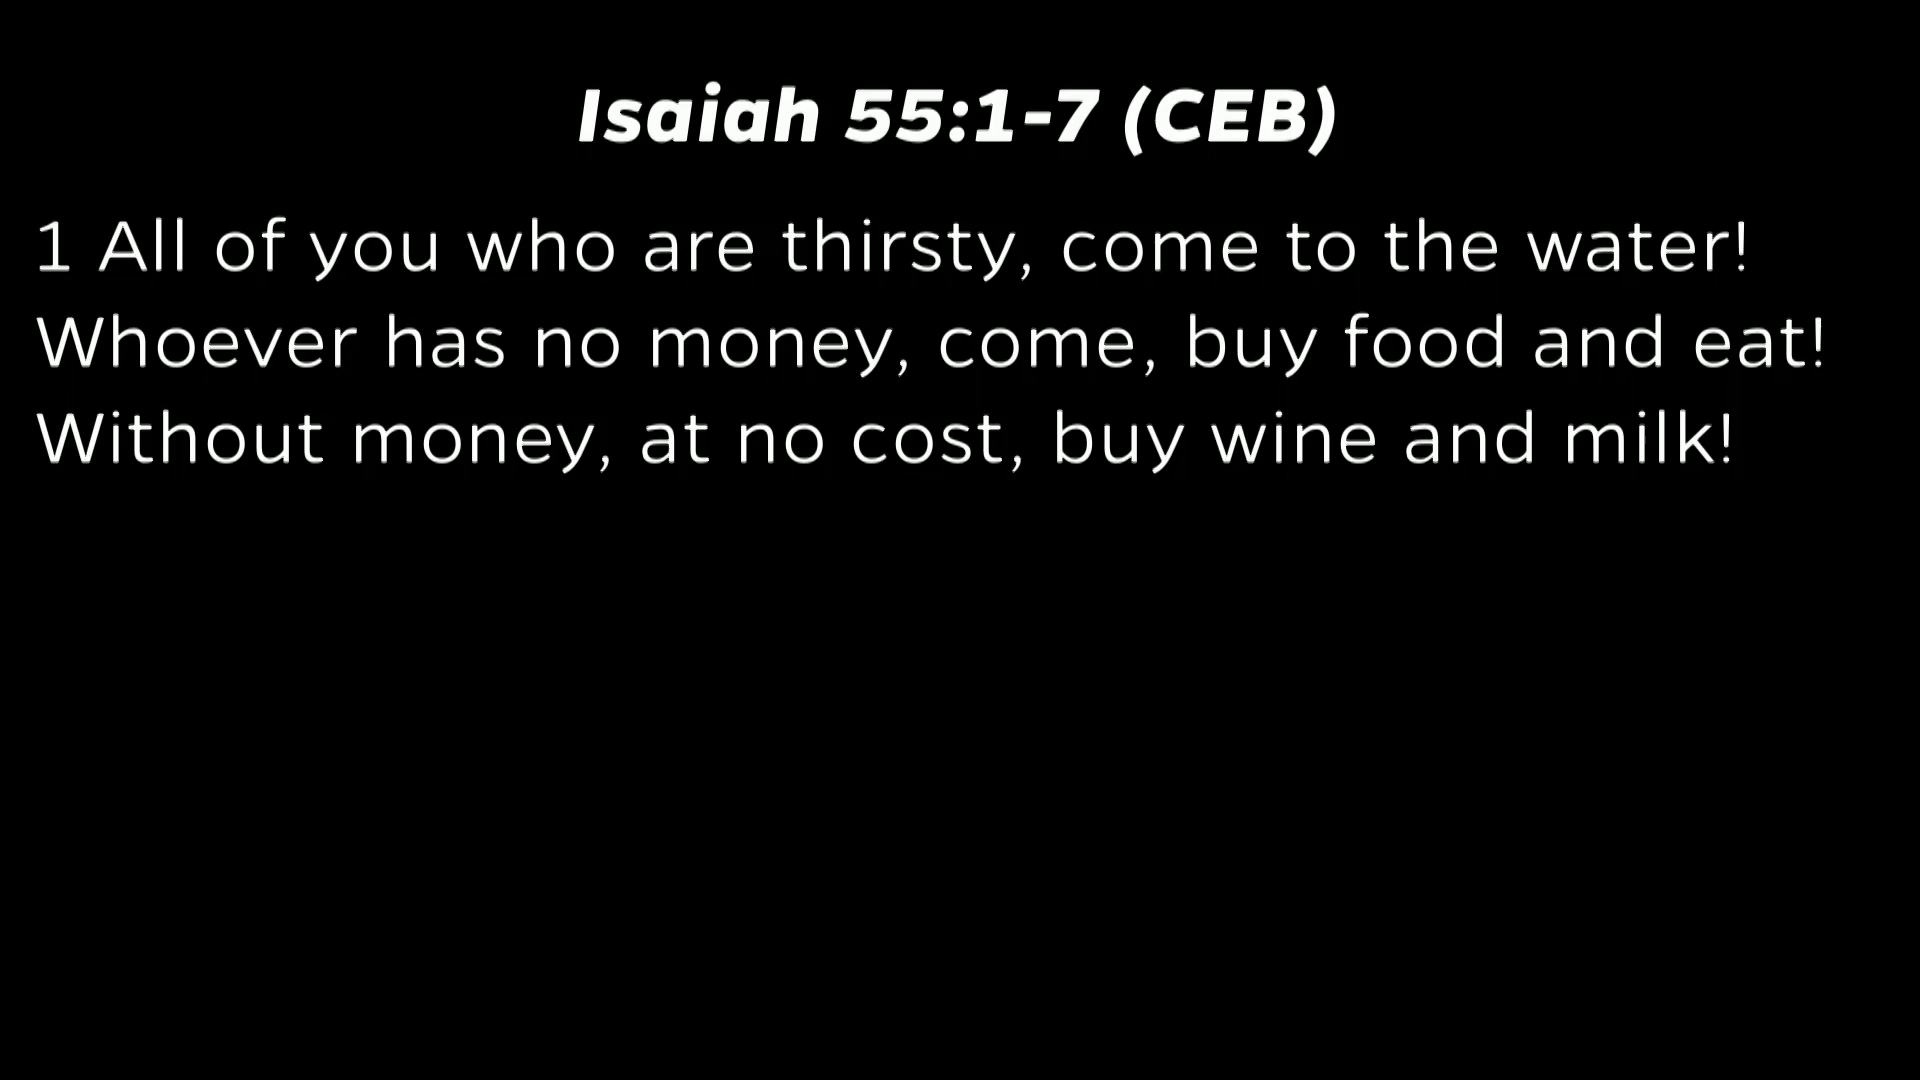 Isaiah 55:1-7 (CEB)
1 All of you who are thirsty, come to the water!
Whoever has no money, come, buy food and eat!
Without money, at no cost, buy wine and milk!